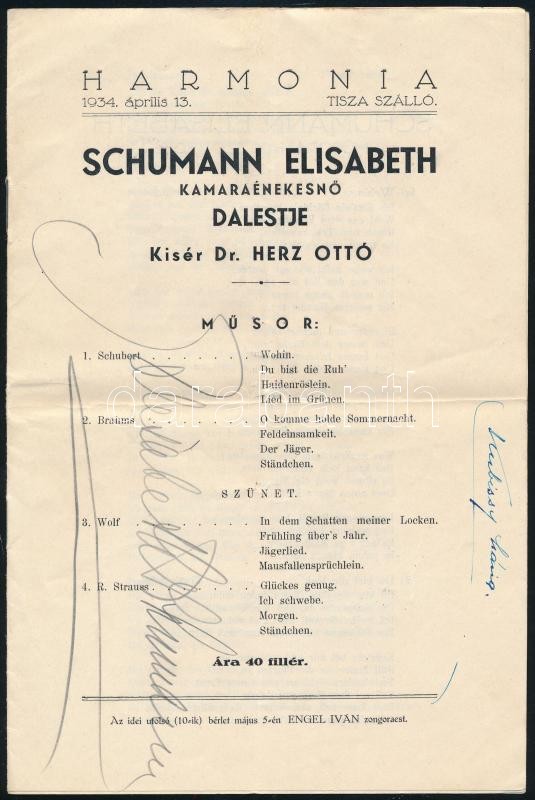 HARMONIA
1934. április 13. TISZA SZÁLLÓ.
SCHUMANN ELISABETH
KAMARAÉNEKESNŐ
DALESTJE
Kisér Dr. HERZ OTTÓ
MŰSOR:
1. Schubert . . . . . . . Wohin.
Du bist die Ruh'
Haidenröslein.
Lied im Grünen.
2. Brahms . . . . . . . O komme holde Sommernacht.
Feldeinsamkeit.
Der Jäger.
Ständchen.
SZÜNET.
3. Wolf . . . . . . . . In dem Schatten meiner Locken.
Frühling über's Jahr.
Jägerlied.
Mausfallensprüchlein.
4. R. Strauss . . . . . . . Glückes genug.
Ich schwebe.
Morgen.
Ständchen.
Ára 40 fillér.
Az idei utolsó (10-ik) bérlet május 5-én ENGEL IVÁN zongoraest.
Elisabeth Schumann
darabanth